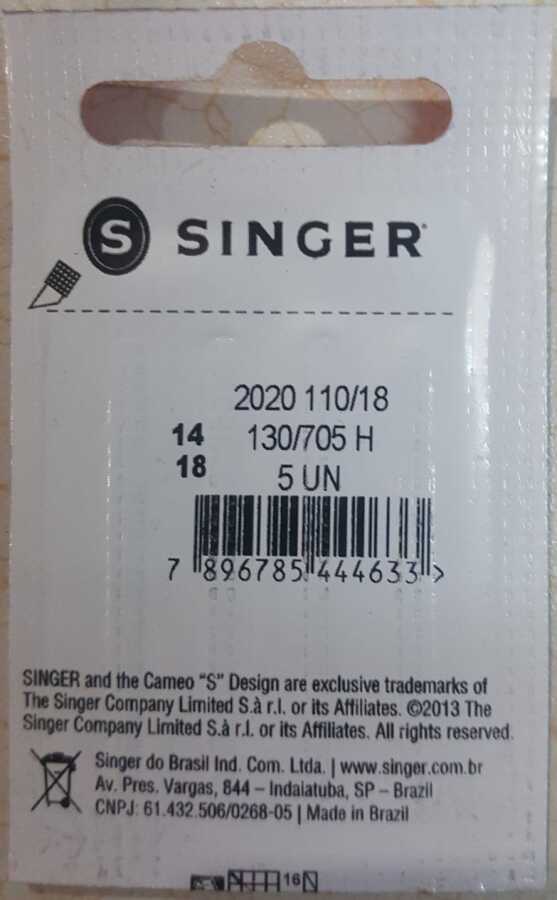 S SINGER
2020 110/18
14 130/705 H
18 5 UN
7 896785 444633 >
SINGER and the Cameo “S” Design are exclusive trademarks of
The Singer Company Limited S.à r.l. or its Affiliates. ©2013 The
Singer Company Limited S.à r.l. or its Affiliates. All rights reserved.
Singer do Brasil Ind. Com. Ltda. | www.singer.com.br
Av. Pres. Vargas, 844 – Indaiatuba, SP – Brazil
CNPJ: 61.432.506/0268-05 | Made in Brazil
16